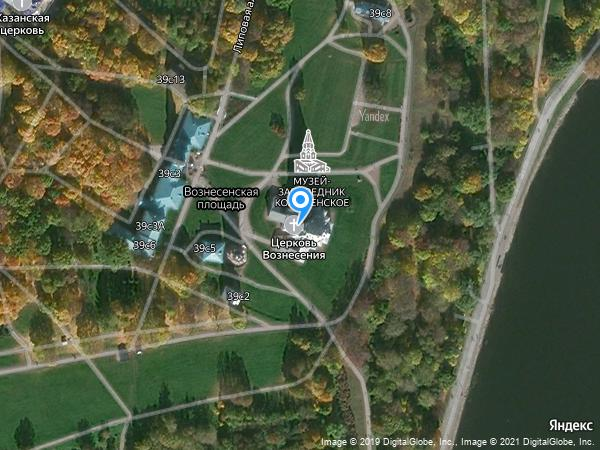 Казанская
церковь
39с8
Липовая ал.
39с13
Yandex
39с3
МУЗЕЙ-
ЗАПОВЕДНИК
КОЛОМЕНСКОЕ
Вознесенская
площадь
39с3А
39с6
39с5
Церковь
Вознесения
39с2
Яндекс
© 2019 DigitalGlobe, Inc., Image © 2021 DigitalGlobe, Inc.